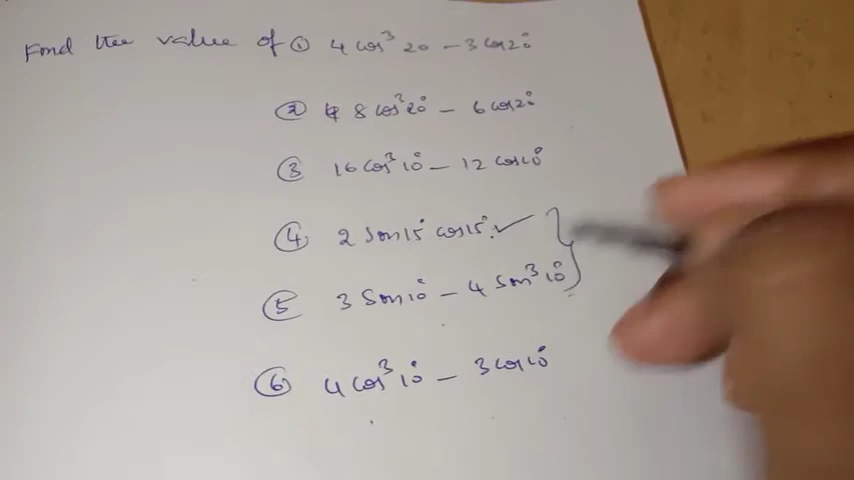 Find the value of ① 4 cos³ 20 − 3 cos 20°
② 8 cos³ 20° − 6 cos 20°
③ 16 cos³ 10° − 12 cos 10°
④ 2 Sin 15° cos 15°.
⑤ 3 Sin 10° − 4 Sin³ 10°
⑥ 4 cos³ 10° − 3 cos 10°